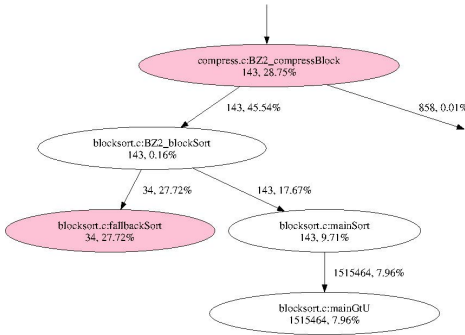 compress.c:BZ2_compressBlock
143, 28.75%
143, 45.54%
858, 0.01%
blocksort.c:BZ2_blockSort
143, 0.16%
34, 27.72%
143, 17.67%
blocksort.c:fallbackSort
34, 27.72%
blocksort.c:mainSort
143, 9.71%
1515464, 7.96%
blocksort.c:mainGtU
1515464, 7.96%